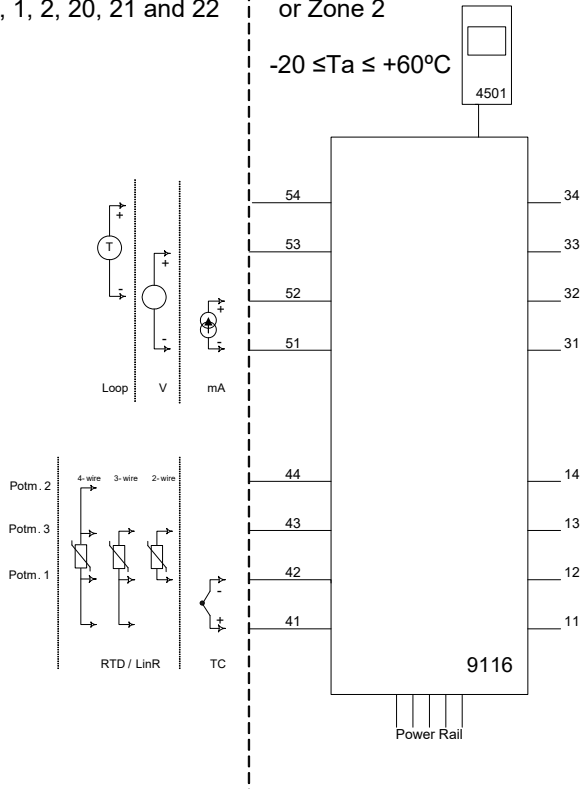 , 1, 2, 20, 21 and 22
or Zone 2
-20 ≤Ta ≤ +60ºC
4501
54
34
+
T
53
33
+
-
52
32
+
-
51
31
-
Loop
V
mA
44
14
4-wire
3-wire
2-wire
Potm. 2
43
13
Potm. 3
42
12
Potm. 1
-
41
11
+
RTD / LinR
TC
9116
Power Rail